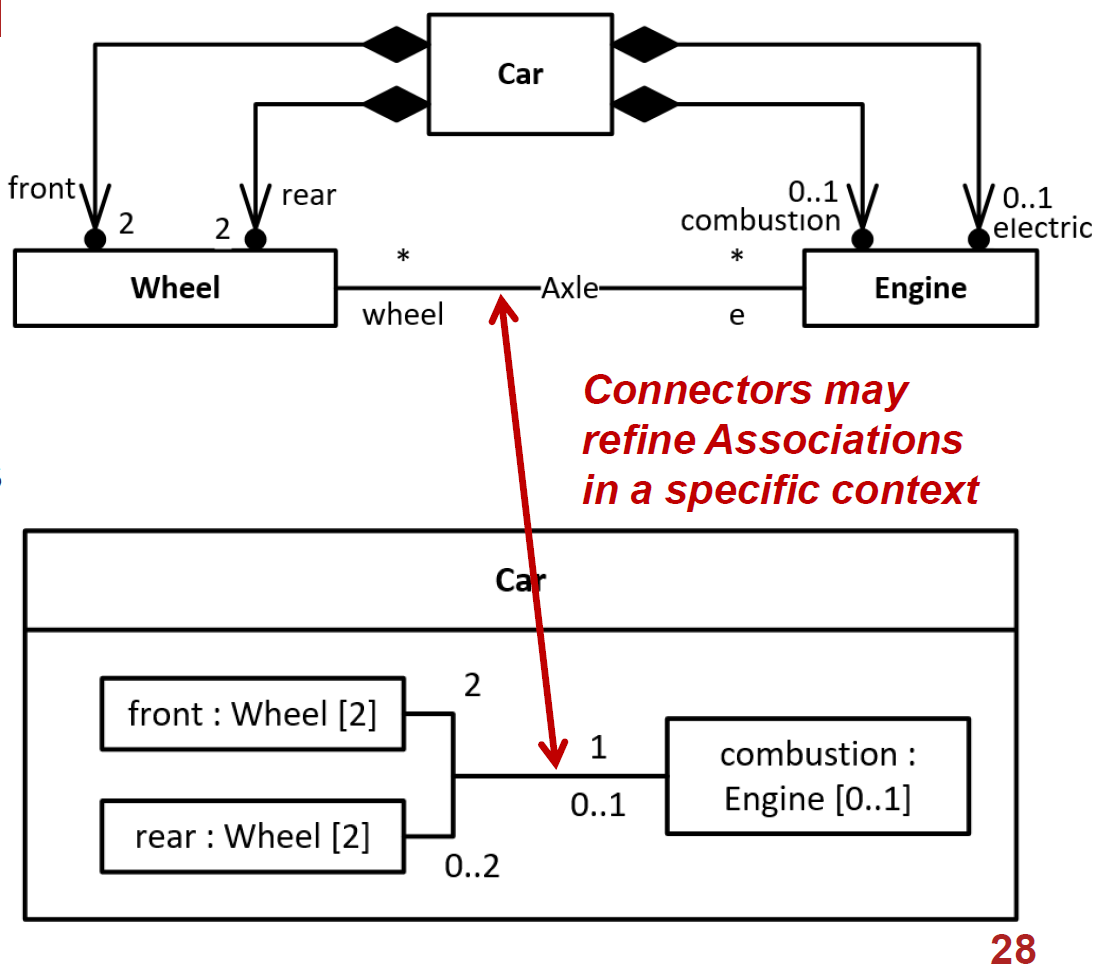 Car
front
2
2
rear
0..1
combustion
0..1
electric
Wheel
*
wheel
Axle
*
e
Engine
Connectors may
refine Associations
in a specific context
Car
front : Wheel [2]
2
rear : Wheel [2]
0..2
1
0..1
combustion :
Engine [0..1]
28